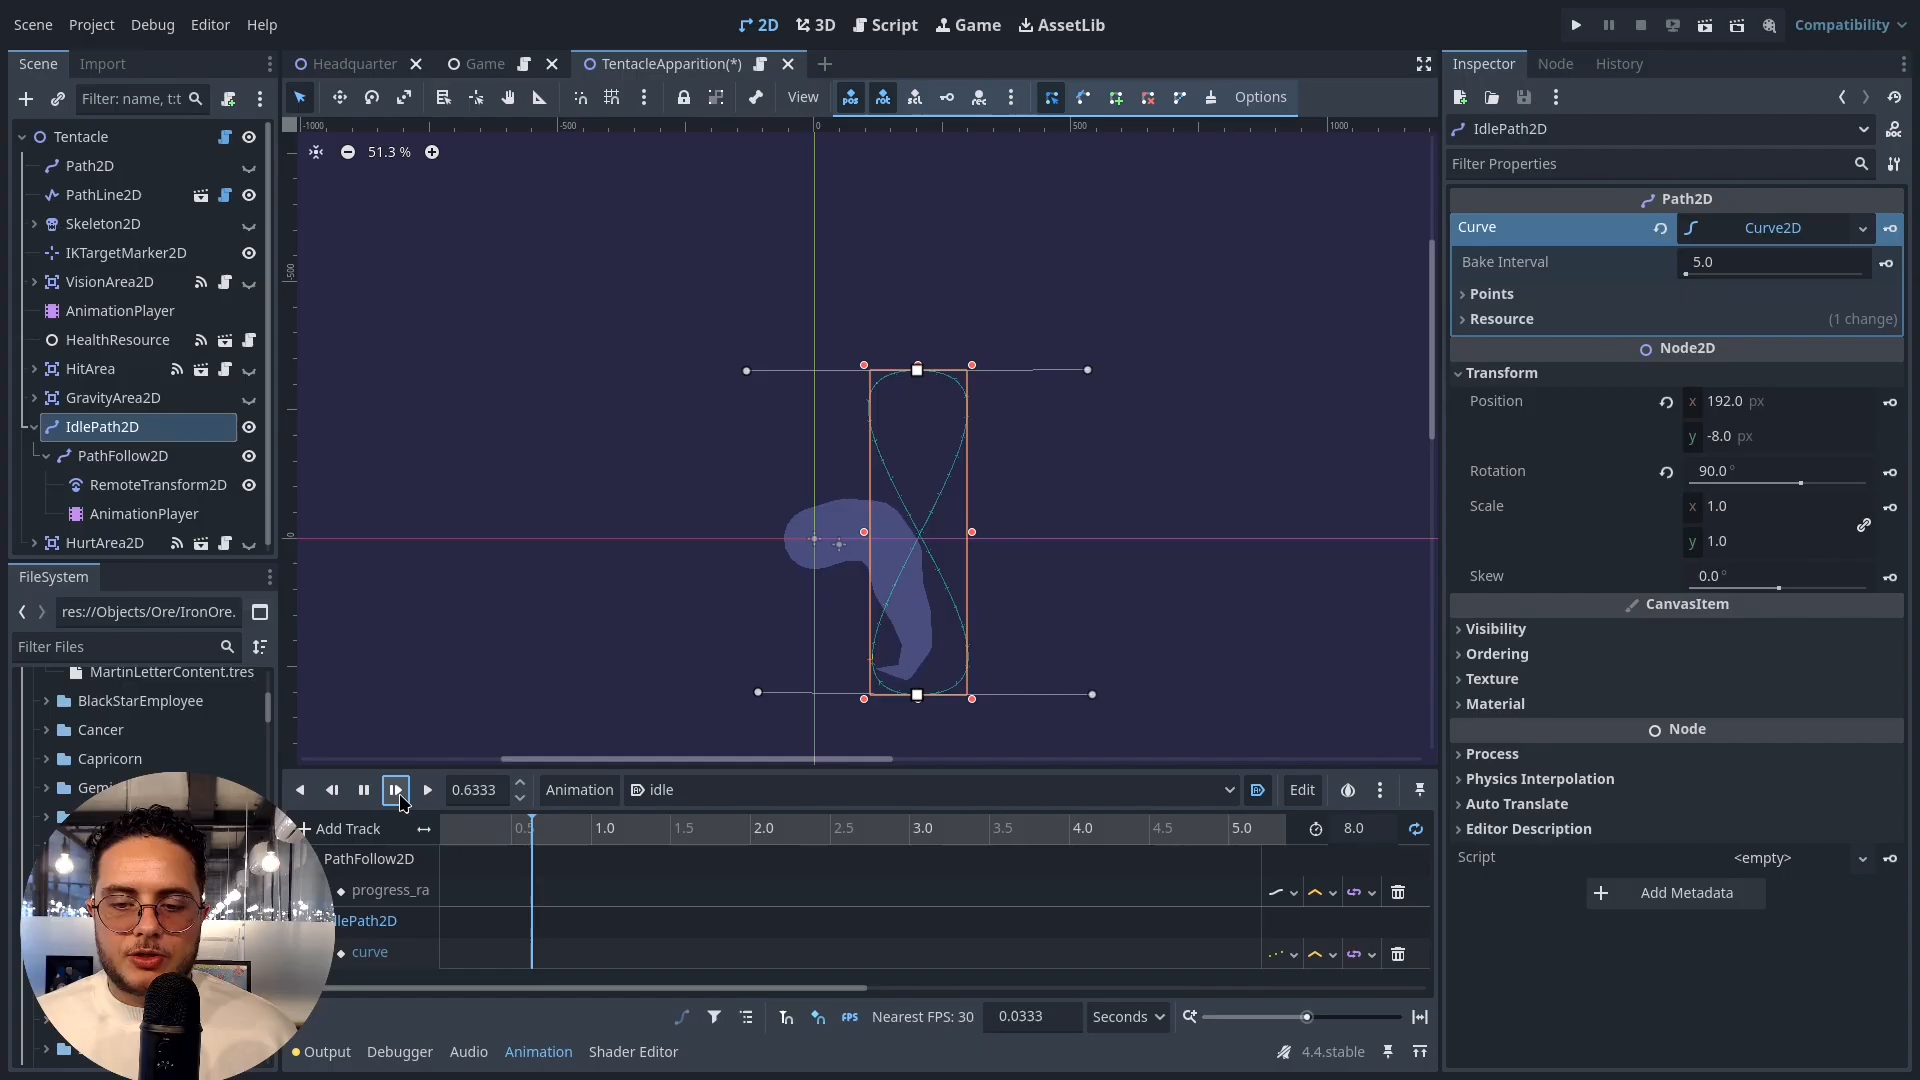 Scene Project Debug Editor Help
2D 3D Script Game AssetLib
Compatibility
Scene Import
Headquarter Game TentacleApparition(*)
Inspector Node History
Filter: name, t:t
View Options
IdlePath2D
Filter Properties
Tentacle
Path2D
PathLine2D
Skeleton2D
IKTargetMarker2D
VisionArea2D
AnimationPlayer
HealthResource
HitArea
GravityArea2D
IdlePath2D
PathFollow2D
RemoteTransform2D
AnimationPlayer
HurtArea2D
-1000 -500 0 500 1000
51.3 %
-500
0
Path2D
Curve Curve2D
Bake Interval 5.0
Points
Resource (1 change)
Node2D
Transform
Position x 192.0 px
y -8.0 px
Rotation 90.0 °
Scale x 1.0
y 1.0
Skew 0.0 °
CanvasItem
Visibility
Ordering
Texture
Material
Node
Process
Physics Interpolation
Auto Translate
Editor Description
Script <empty>
Add Metadata
FileSystem
res://Objects/Ore/IronOre.
Filter Files
MartinLetterContent.tres
BlackStarEmployee
Cancer
Capricorn
Gemi
0.6333 Animation idle Edit
Add Track 0.5 1.0 1.5 2.0 2.5 3.0 3.5 4.0 4.5 5.0 8.0
PathFollow2D
progress_ra
lePath2D
curve
FPS Nearest FPS: 30 0.0333 Seconds
Output Debugger Audio Animation Shader Editor 4.4.stable